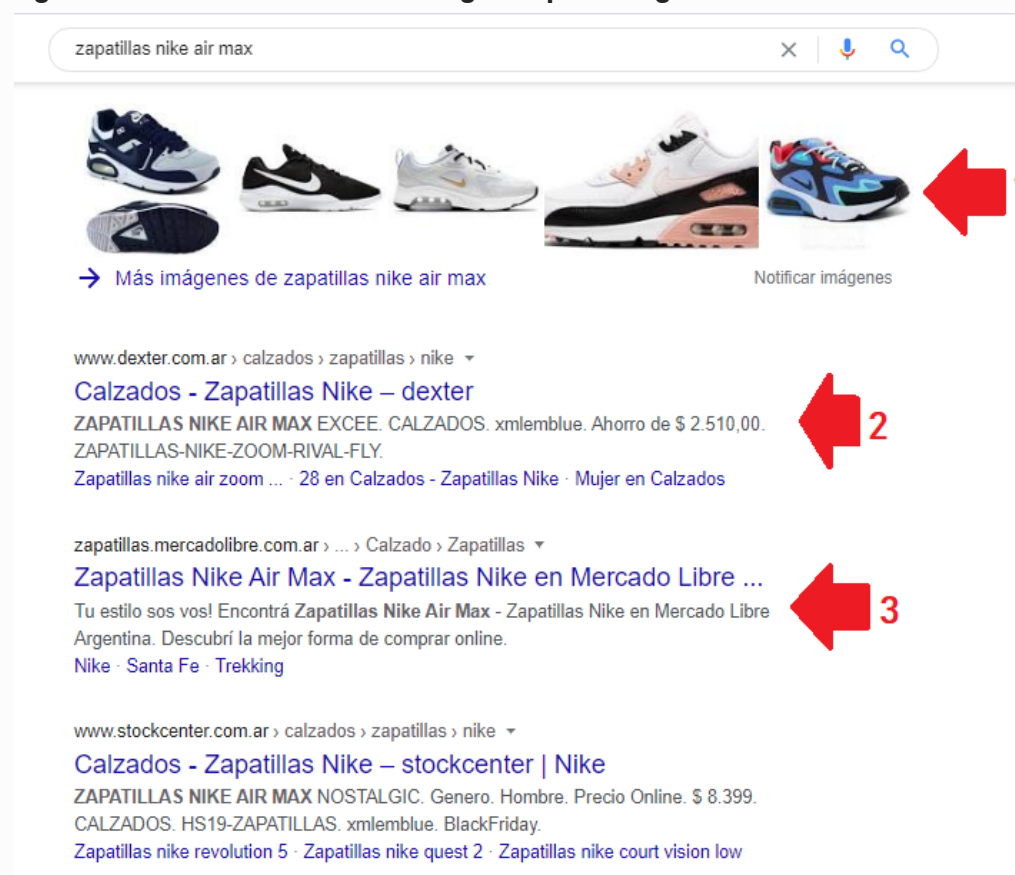 zapatillas nike air max
Más imágenes de zapatillas nike air max
Notificar imágenes
www.dexter.com.ar › calzados › zapatillas › nike
Calzados - Zapatillas Nike – dexter
ZAPATILLAS NIKE AIR MAX EXCEE. CALZADOS. xmlemblue. Ahorro de $ 2.510,00.
ZAPATILLAS-NIKE-ZOOM-RIVAL-FLY.
2
Zapatillas nike air zoom ... · 28 en Calzados - Zapatillas Nike · Mujer en Calzados
zapatillas.mercadolibre.com.ar › ... › Calzado › Zapatillas
Zapatillas Nike Air Max - Zapatillas Nike en Mercado Libre ...
Tu estilo sos vos! Encontrá Zapatillas Nike Air Max - Zapatillas Nike en Mercado Libre
3
Argentina. Descubrí la mejor forma de comprar online.
Nike · Santa Fe · Trekking
www.stockcenter.com.ar › calzados › zapatillas › nike
Calzados - Zapatillas Nike – stockcenter | Nike
ZAPATILLAS NIKE AIR MAX NOSTALGIC. Genero. Hombre. Precio Online. $ 8.399.
CALZADOS. HS19-ZAPATILLAS. xmlemblue. BlackFriday.
Zapatillas nike revolution 5 · Zapatillas nike quest 2 · Zapatillas nike court vision low